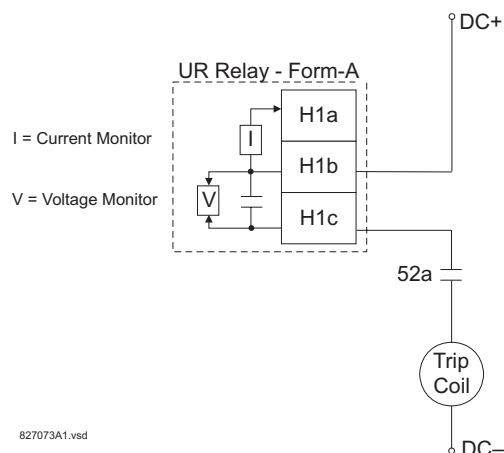 DC+
UR Relay - Form-A
H1a
I = Current Monitor
I
H1b
V = Voltage Monitor
V
H1c
52a
Trip
Coil
827073A1.vsd
DC–